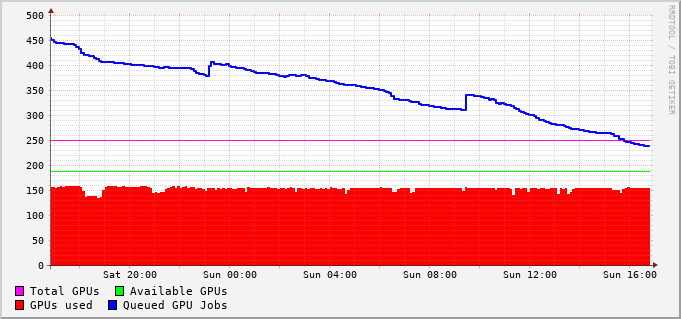 500
450
400
350
300
250
200
150
100
50
0
Sat 20:00 Sun 00:00 Sun 04:00 Sun 08:00 Sun 12:00 Sun 16:00
Total GPUs Available GPUs
GPUs used Queued GPU Jobs
RRDTOOL / TOBI OETIKER